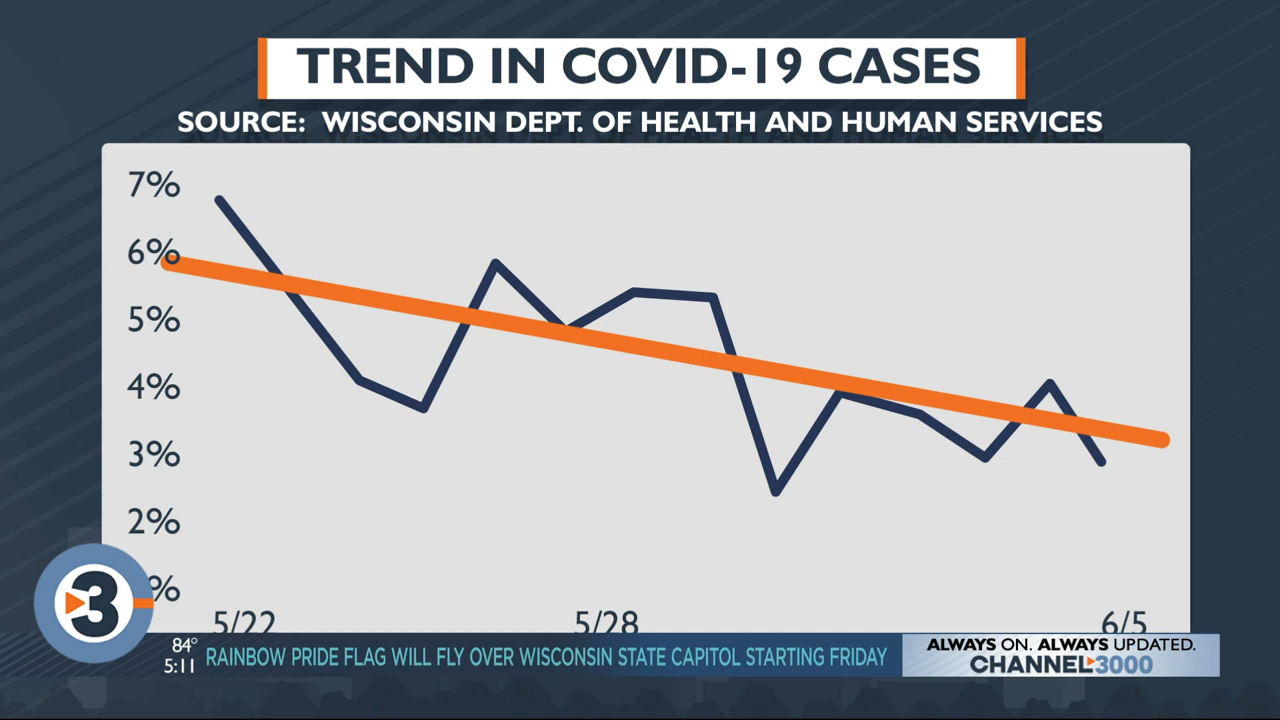 TREND IN COVID-19 CASES
SOURCE: WISCONSIN DEPT. OF HEALTH AND HUMAN SERVICES
7%
6%
5%
4%
3%
2%
%
5/22 5/28 6/5
3
84°
5:11
RAINBOW PRIDE FLAG WILL FLY OVER WISCONSIN STATE CAPITOL STARTING FRIDAY
ALWAYS ON. ALWAYS UPDATED.
CHANNEL3000